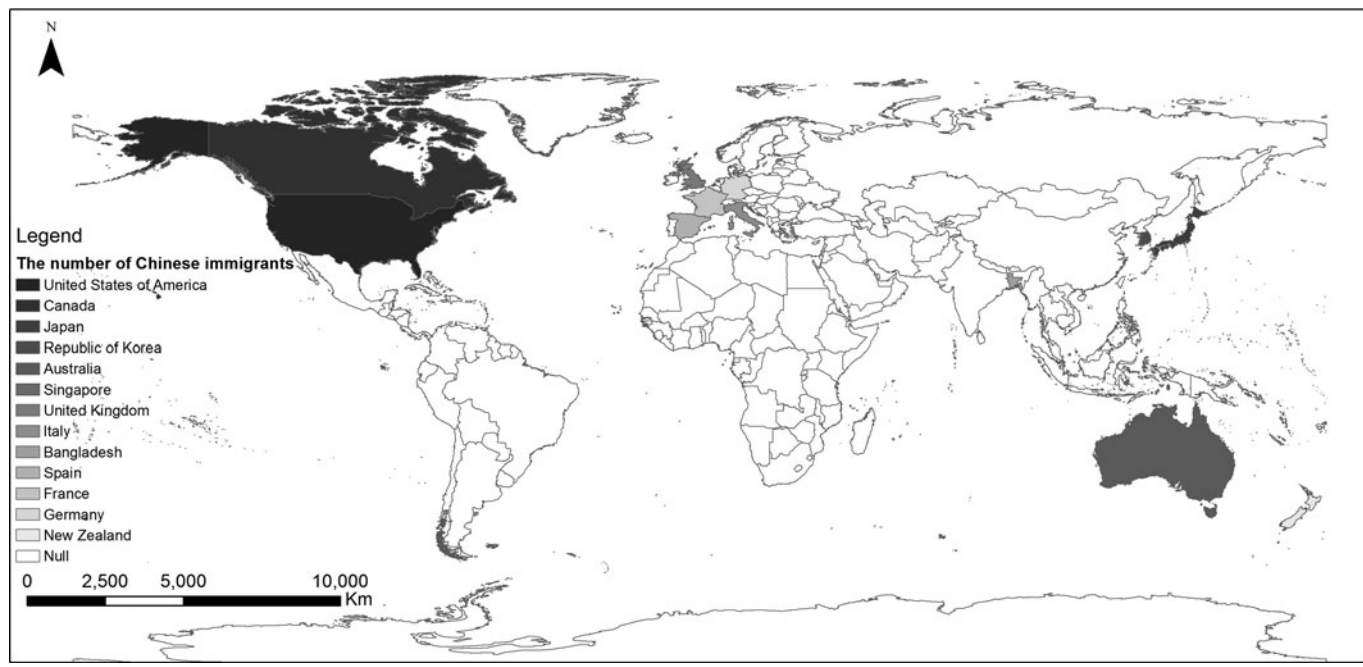 N
Legend
The number of Chinese immigrants
United States of America
Canada
Japan
Republic of Korea
Australia
Singapore
United Kingdom
Italy
Bangladesh
Spain
France
Germany
New Zealand
Null
0 2,500 5,000 10,000
Km